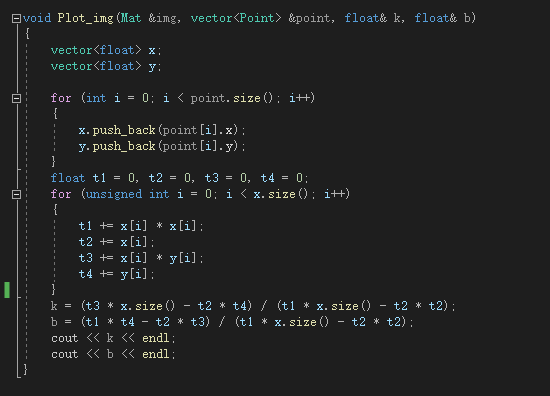 void Plot_img(Mat &img, vector<Point> &point, float& k, float& b)
{
vector<float> x;
vector<float> y;
for (int i = 0; i < point.size(); i++)
{
x.push_back(point[i].x);
y.push_back(point[i].y);
}
float t1 = 0, t2 = 0, t3 = 0, t4 = 0;
for (unsigned int i = 0; i < x.size(); i++)
{
t1 += x[i] * x[i];
t2 += x[i];
t3 += x[i] * y[i];
t4 += y[i];
}
k = (t3 * x.size() - t2 * t4) / (t1 * x.size() - t2 * t2);
b = (t1 * t4 - t2 * t3) / (t1 * x.size() - t2 * t2);
cout << k << endl;
cout << b << endl;
}